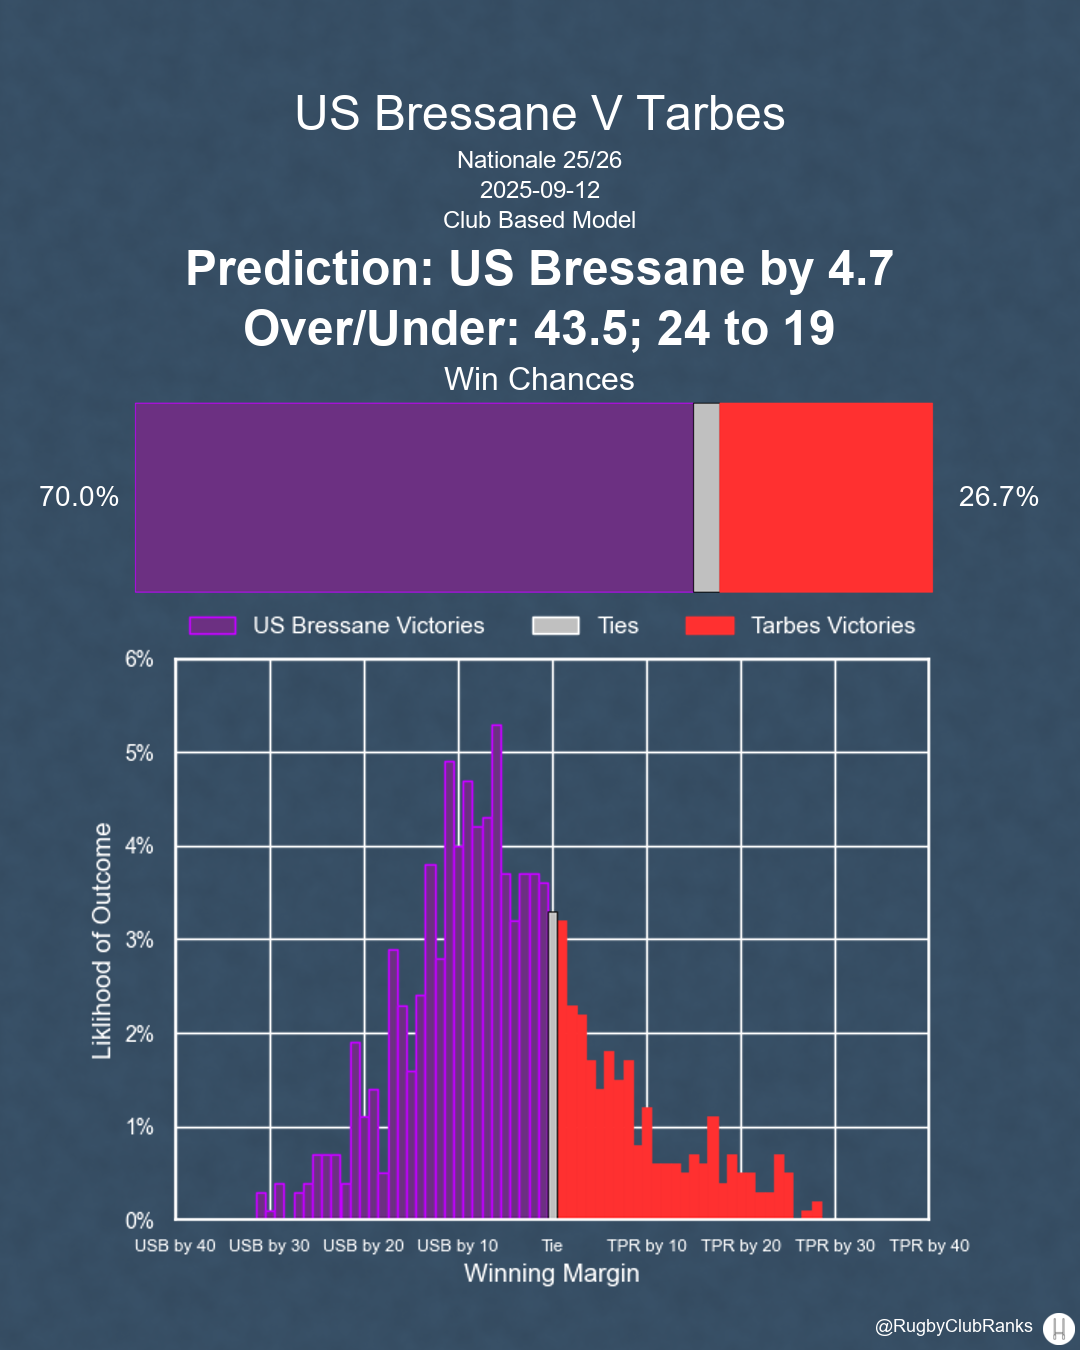 US Bressane V Tarbes
Nationale 25/26
2025-09-12
Club Based Model
Prediction: US Bressane by 4.7
Over/Under: 43.5; 24 to 19
Win Chances
70.0%
26.7%
US Bressane Victories
Ties
Tarbes Victories
6%
5%
4%
3%
2%
1%
0%
Liklihood of Outcome
USB by 40 USB by 30 USB by 20 USB by 10 Tie TPR by 10 TPR by 20 TPR by 30 TPR by 40
Winning Margin
@RugbyClubRanks